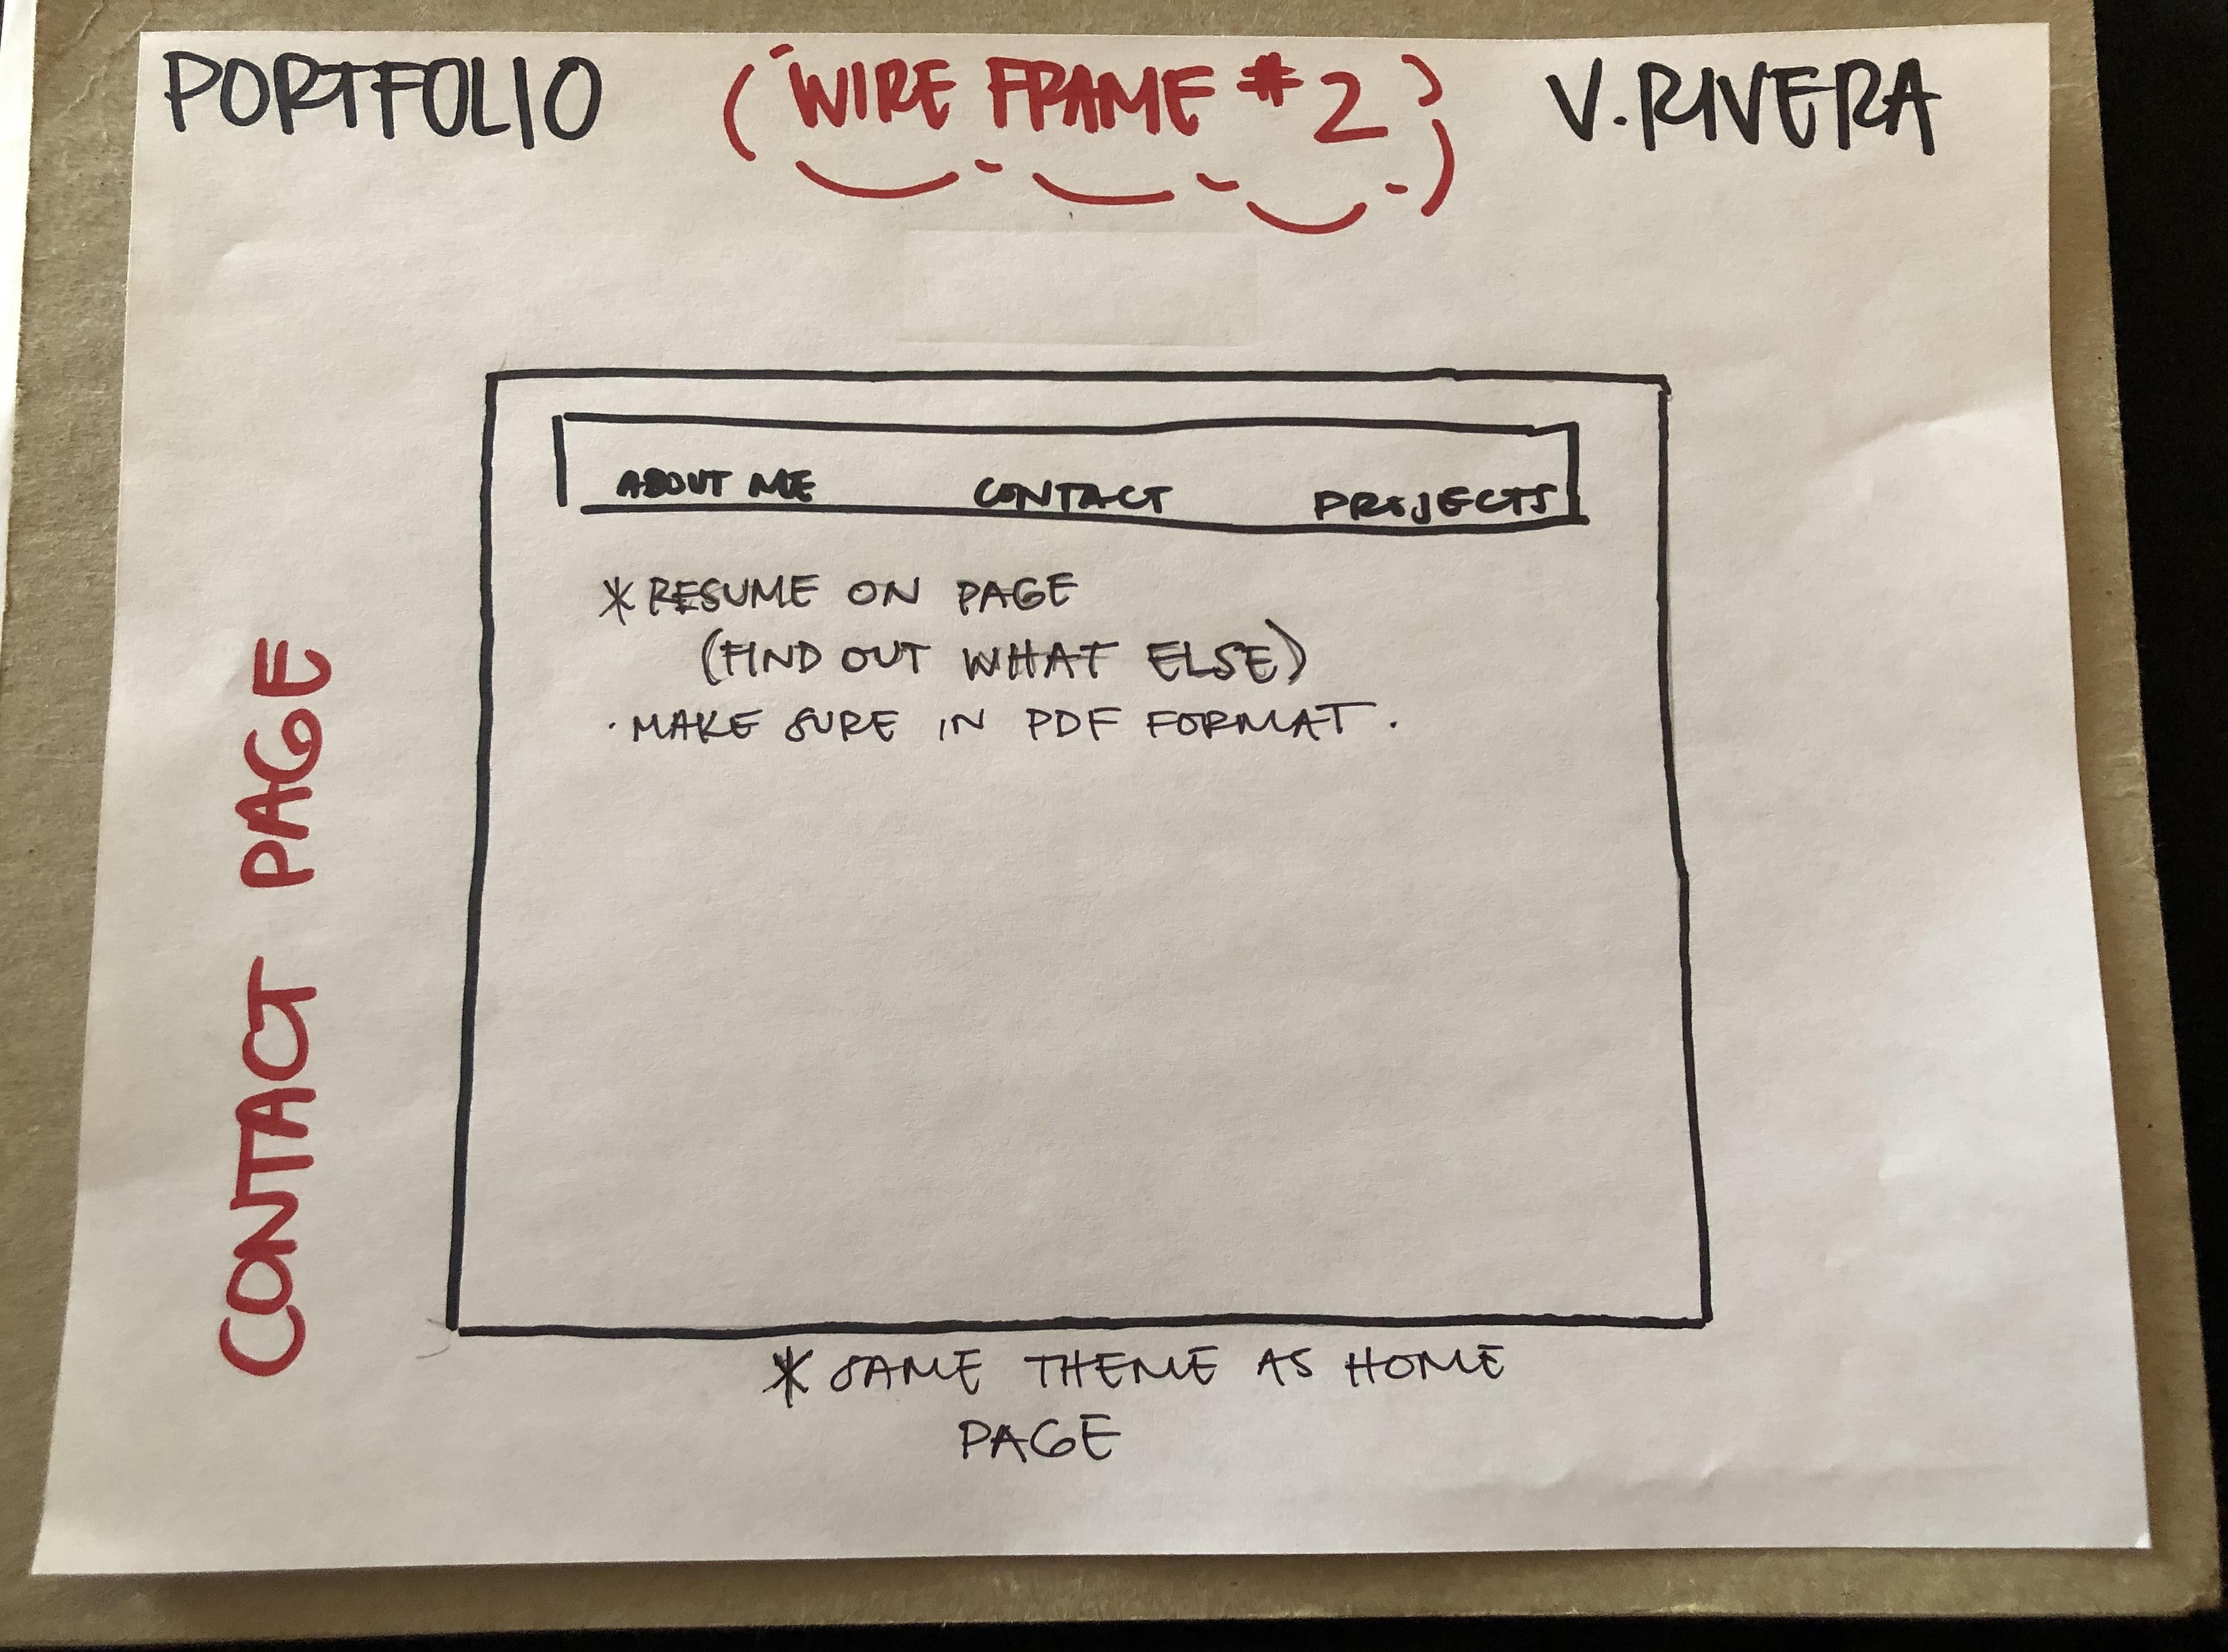 PORTFOLIO (WIRE FRAME #2) V. RIVERA
ABOUT ME CONTACT PROJECTS
* RESUME ON PAGE
(FIND OUT WHAT ELSE)
· MAKE SURE IN PDF FORMAT.
CONTACT PAGE
* SAME THEME AS HOME
PAGE